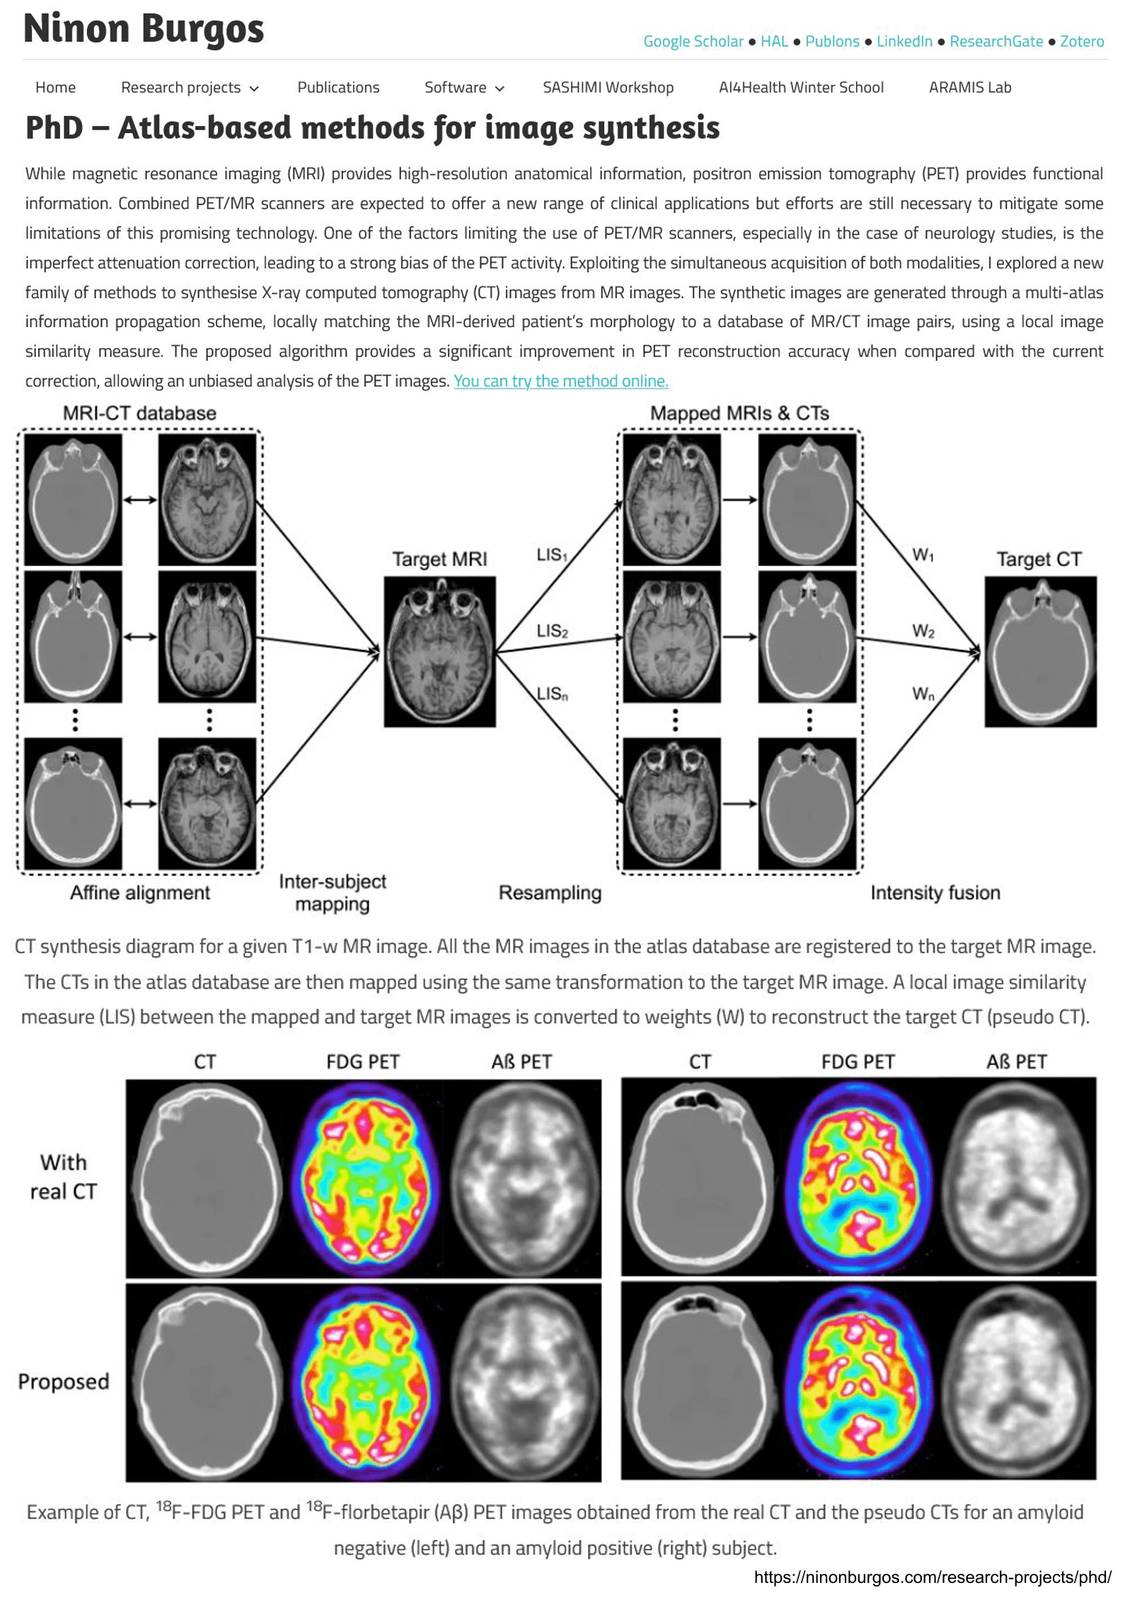 Ninon Burgos
Google Scholar ● HAL ● Publons ● LinkedIn ● ResearchGate ● Zotero
Home Research projects Publications Software SASHIMI Workshop AI4Health Winter School ARAMIS Lab
PhD – Atlas-based methods for image synthesis
While magnetic resonance imaging (MRI) provides high-resolution anatomical information, positron emission tomography (PET) provides functional
information. Combined PET/MR scanners are expected to offer a new range of clinical applications but efforts are still necessary to mitigate some
limitations of this promising technology. One of the factors limiting the use of PET/MR scanners, especially in the case of neurology studies, is the
imperfect attenuation correction, leading to a strong bias of the PET activity. Exploiting the simultaneous acquisition of both modalities, I explored a new
family of methods to synthesise X-ray computed tomography (CT) images from MR images. The synthetic images are generated through a multi-atlas
information propagation scheme, locally matching the MRI-derived patient's morphology to a database of MR/CT image pairs, using a local image
similarity measure. The proposed algorithm provides a significant improvement in PET reconstruction accuracy when compared with the current
correction, allowing an unbiased analysis of the PET images. You can try the method online.
MRI-CT database
Mapped MRIs & CTs
Target MRI
LIS₁
W₁
Target CT
LIS₂
W₂
LISₙ
Wₙ
Affine alignment
Inter-subject
mapping
Resampling
Intensity fusion
CT synthesis diagram for a given T1-w MR image. All the MR images in the atlas database are registered to the target MR image.
The CTs in the atlas database are then mapped using the same transformation to the target MR image. A local image similarity
measure (LIS) between the mapped and target MR images is converted to weights (W) to reconstruct the target CT (pseudo CT).
CT FDG PET Aß PET CT FDG PET Aß PET
With
real CT
Proposed
Example of CT, ¹⁸F-FDG PET and ¹⁸F-florbetapir (Aβ) PET images obtained from the real CT and the pseudo CTs for an amyloid
negative (left) and an amyloid positive (right) subject.
https://ninonburgos.com/research-projects/phd/